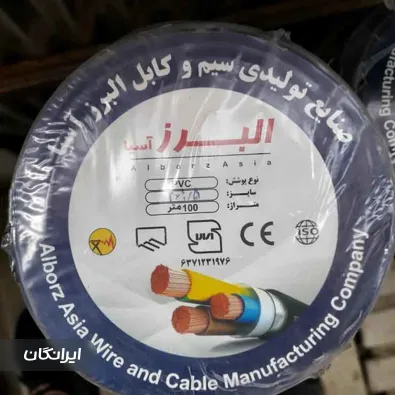 صنایع تولیدی سیم و کابل البرز آسیا
البرز آسیا
Alborz Asia
نوع پوشش: PVC
سایز:
متراژ: 100 متر
CE
ISC
۶۳۷۱۲۳۱۹۷۶
Alborz Asia Wire and Cable Manufacturing Company
ایرانگان